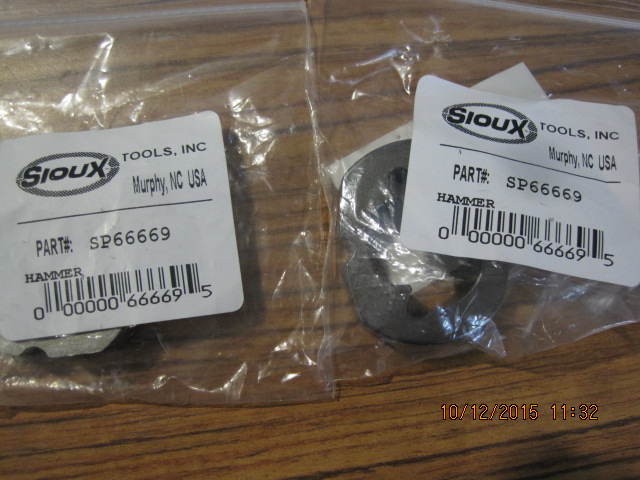 SIOUX TOOLS, INC
Murphy, NC USA
PART#: SP66669
HAMMER
0 00000 66669 5
SIOUX TOOLS, INC
Murphy, NC USA
PART#: SP66669
HAMMER
0 00000 66669 5
10/12/2015 11:32